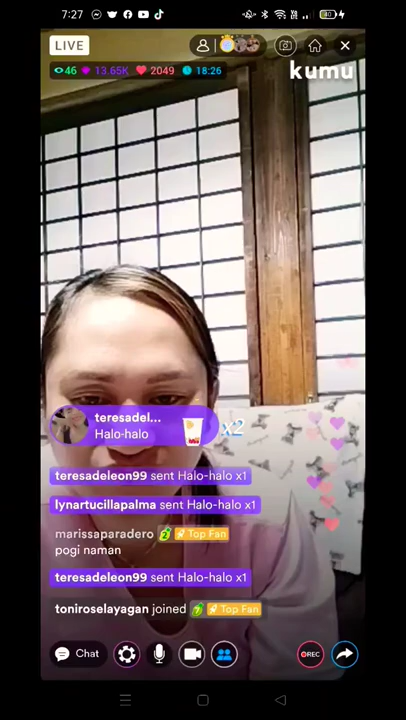 7:27
LIVE
46 13.65K 2049 18:26
kumu
teresadel...
Halo-halo
x2
teresadeleon99 sent Halo-halo x1
lynartucillapalma sent Halo-halo x1
marissaparadero 2 Top Fan
pogi naman
teresadeleon99 sent Halo-halo x1
toniroselayagan joined Top Fan
Chat
REC